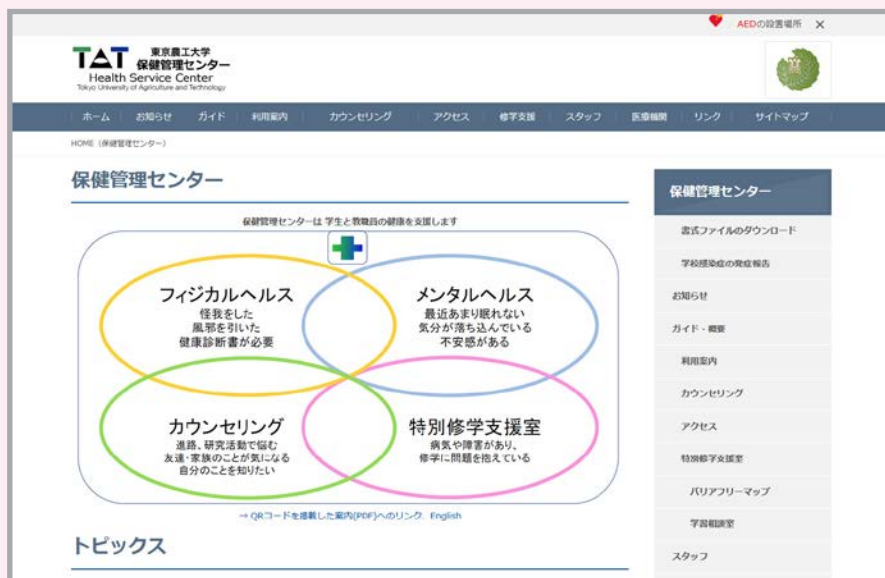 AEDの設置場所 ×
TAT 東京農工大学
保健管理センター
Health Service Center
Tokyo University of Agriculture and Technology
ホーム お知らせ ガイド 利用案内 カウンセリング アクセス 修学支援 スタッフ 医療機関 リンク サイトマップ
HOME (保健管理センター)
保健管理センター
保健管理センターは 学生と教職員の健康を支援します
フィジカルヘルス
怪我をした
風邪を引いた
健康診断書が必要
メンタルヘルス
最近あまり眠れない
気分が落ち込んでいる
不安感がある
カウンセリング
進路、研究活動で悩む
友達・家族のことが気になる
自分のことを知りたい
特別修学支援室
病気や障害があり、
修学に問題を抱えている
→ QRコードを搭載した案内(PDF)へのリンク. English
トピックス
保健管理センター
書式ファイルのダウンロード
学校感染症の発症報告
お知らせ
ガイド・概要
利用案内
カウンセリング
アクセス
特別修学支援室
バリアフリーマップ
学習相談室
スタッフ